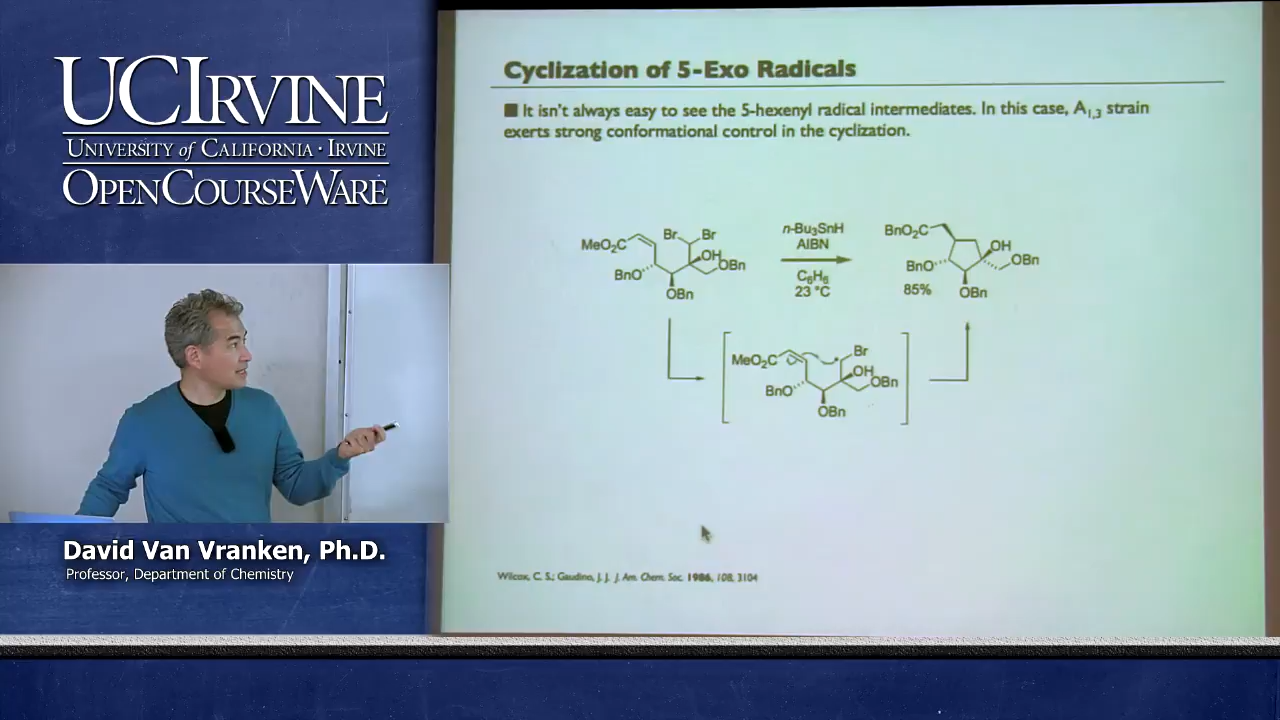 UCIRVINE
UNIVERSITY of CALIFORNIA · IRVINE
OPENCOURSEWARE
David Van Vranken, Ph.D.
Professor, Department of Chemistry
Cyclization of 5-Exo Radicals
■ It isn't always easy to see the 5-hexenyl radical intermediates. In this case, A1,3 strain
exerts strong conformational control in the cyclization.
MeO2C
Br
Br
OH
OBn
BnO
OBn
n-Bu3SnH
AIBN
C6H6
23 °C
BnO2C
OH
OBn
BnO
OBn
85%
MeO2C
Br
OH
OBn
BnO
OBn
Wilcox, C. S.; Gaudino, J. J. J. Am. Chem. Soc. 1986, 108, 3104